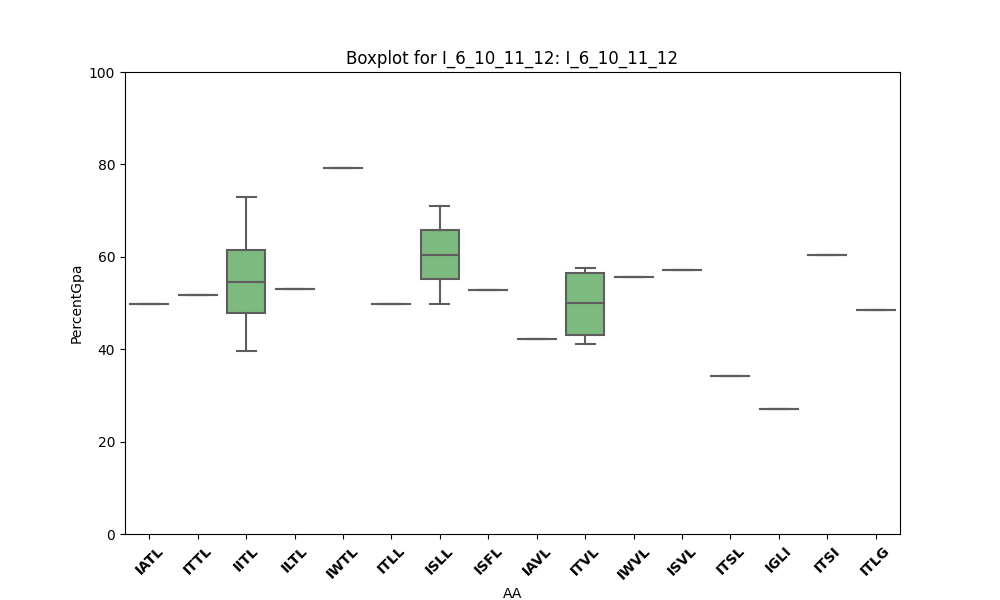 Boxplot for I_6_10_11_12: I_6_10_11_12
100
80
60
40
20
0
PercentGpa
IATL
ITTL
IITL
ILTL
IWTL
ITLL
ISLL
ISFL
IAVL
ITVL
IWVL
ISVL
ITSL
IGLI
ITSI
ITLG
AA